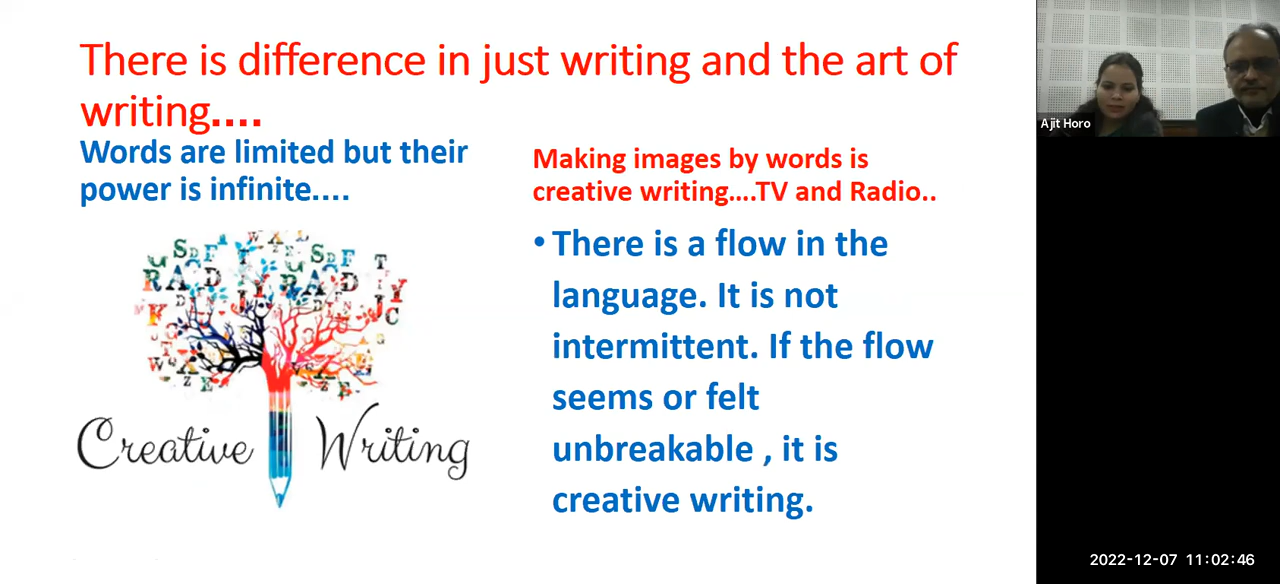 There is difference in just writing and the art of
writing....
Words are limited but their
power is infinite....
Creative Writing
Making images by words is
creative writing....TV and Radio..
• There is a flow in the
language. It is not
intermittent. If the flow
seems or felt
unbreakable , it is
creative writing.
Ajit Horo
2022-12-07 11:02:46